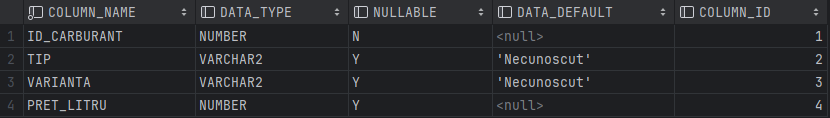 COLUMN_NAME DATA_TYPE NULLABLE DATA_DEFAULT COLUMN_ID
1 ID_CARBURANT NUMBER N <null> 1
2 TIP VARCHAR2 Y 'Necunoscut' 2
3 VARIANTA VARCHAR2 Y 'Necunoscut' 3
4 PRET_LITRU NUMBER Y <null> 4